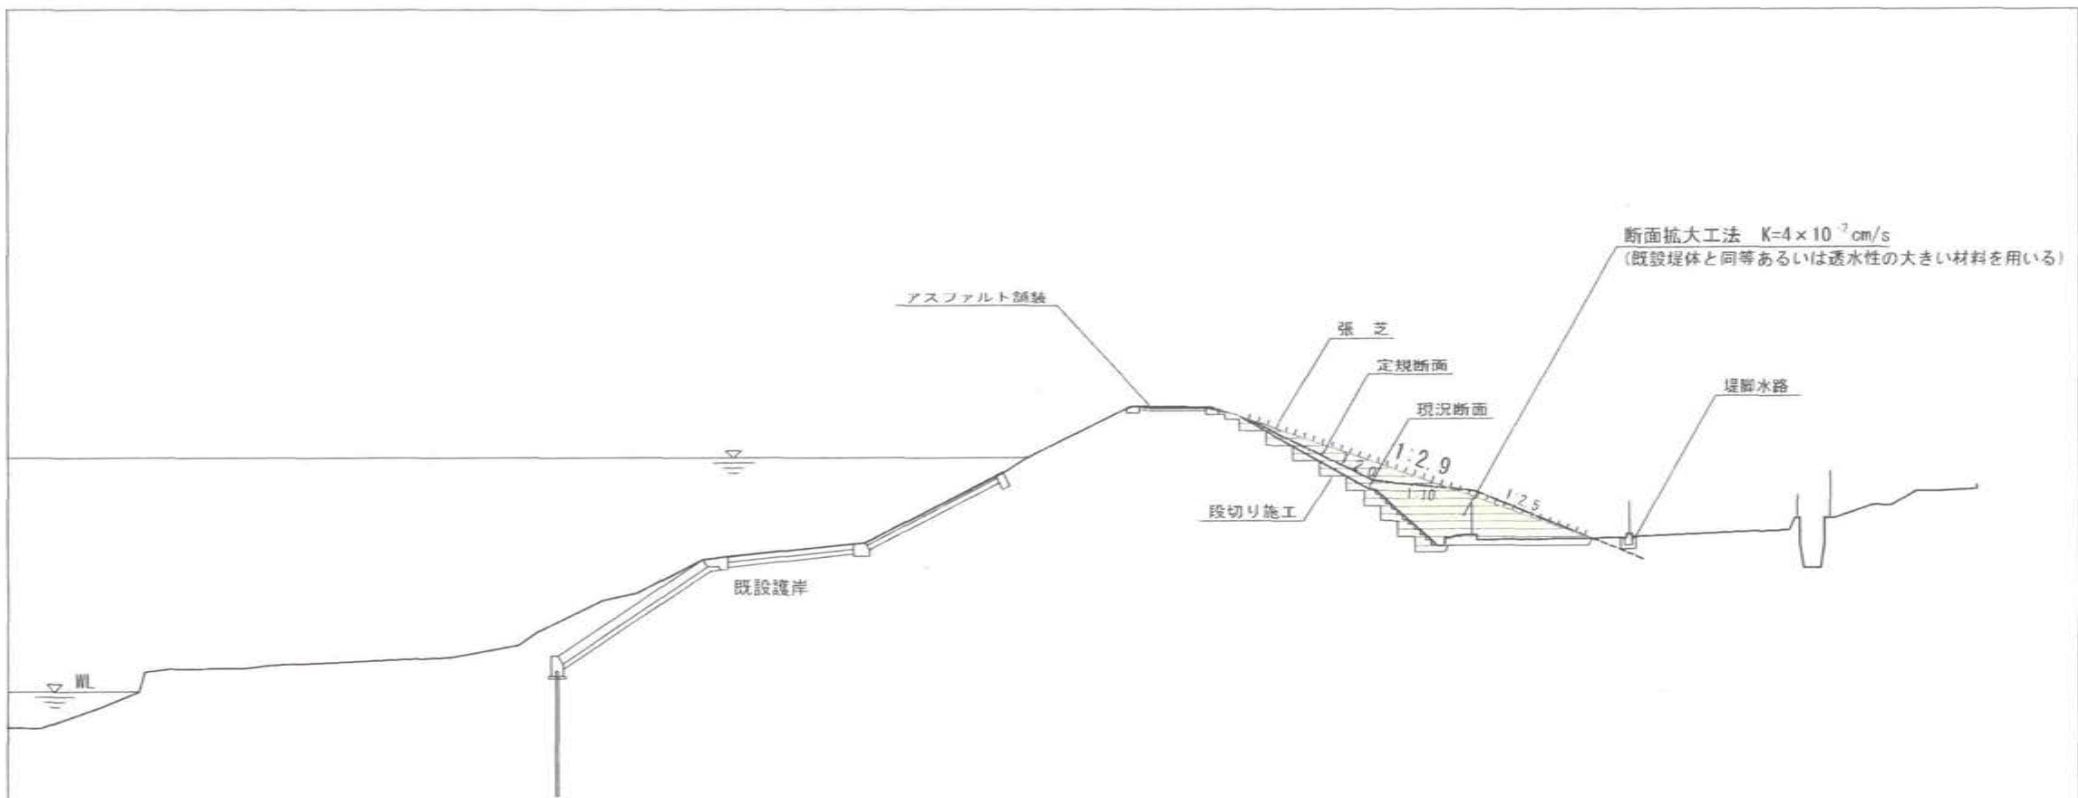 断面拡大工法 K=4×10⁻²cm/s
(既設堤体と同等あるいは透水性の大きい材料を用いる)
アスファルト舗装
張 芝
定規断面
堤脚水路
現況断面
1:2.9
1:2.0
1:10
1:2.5
段切り施工
既設護岸
WL